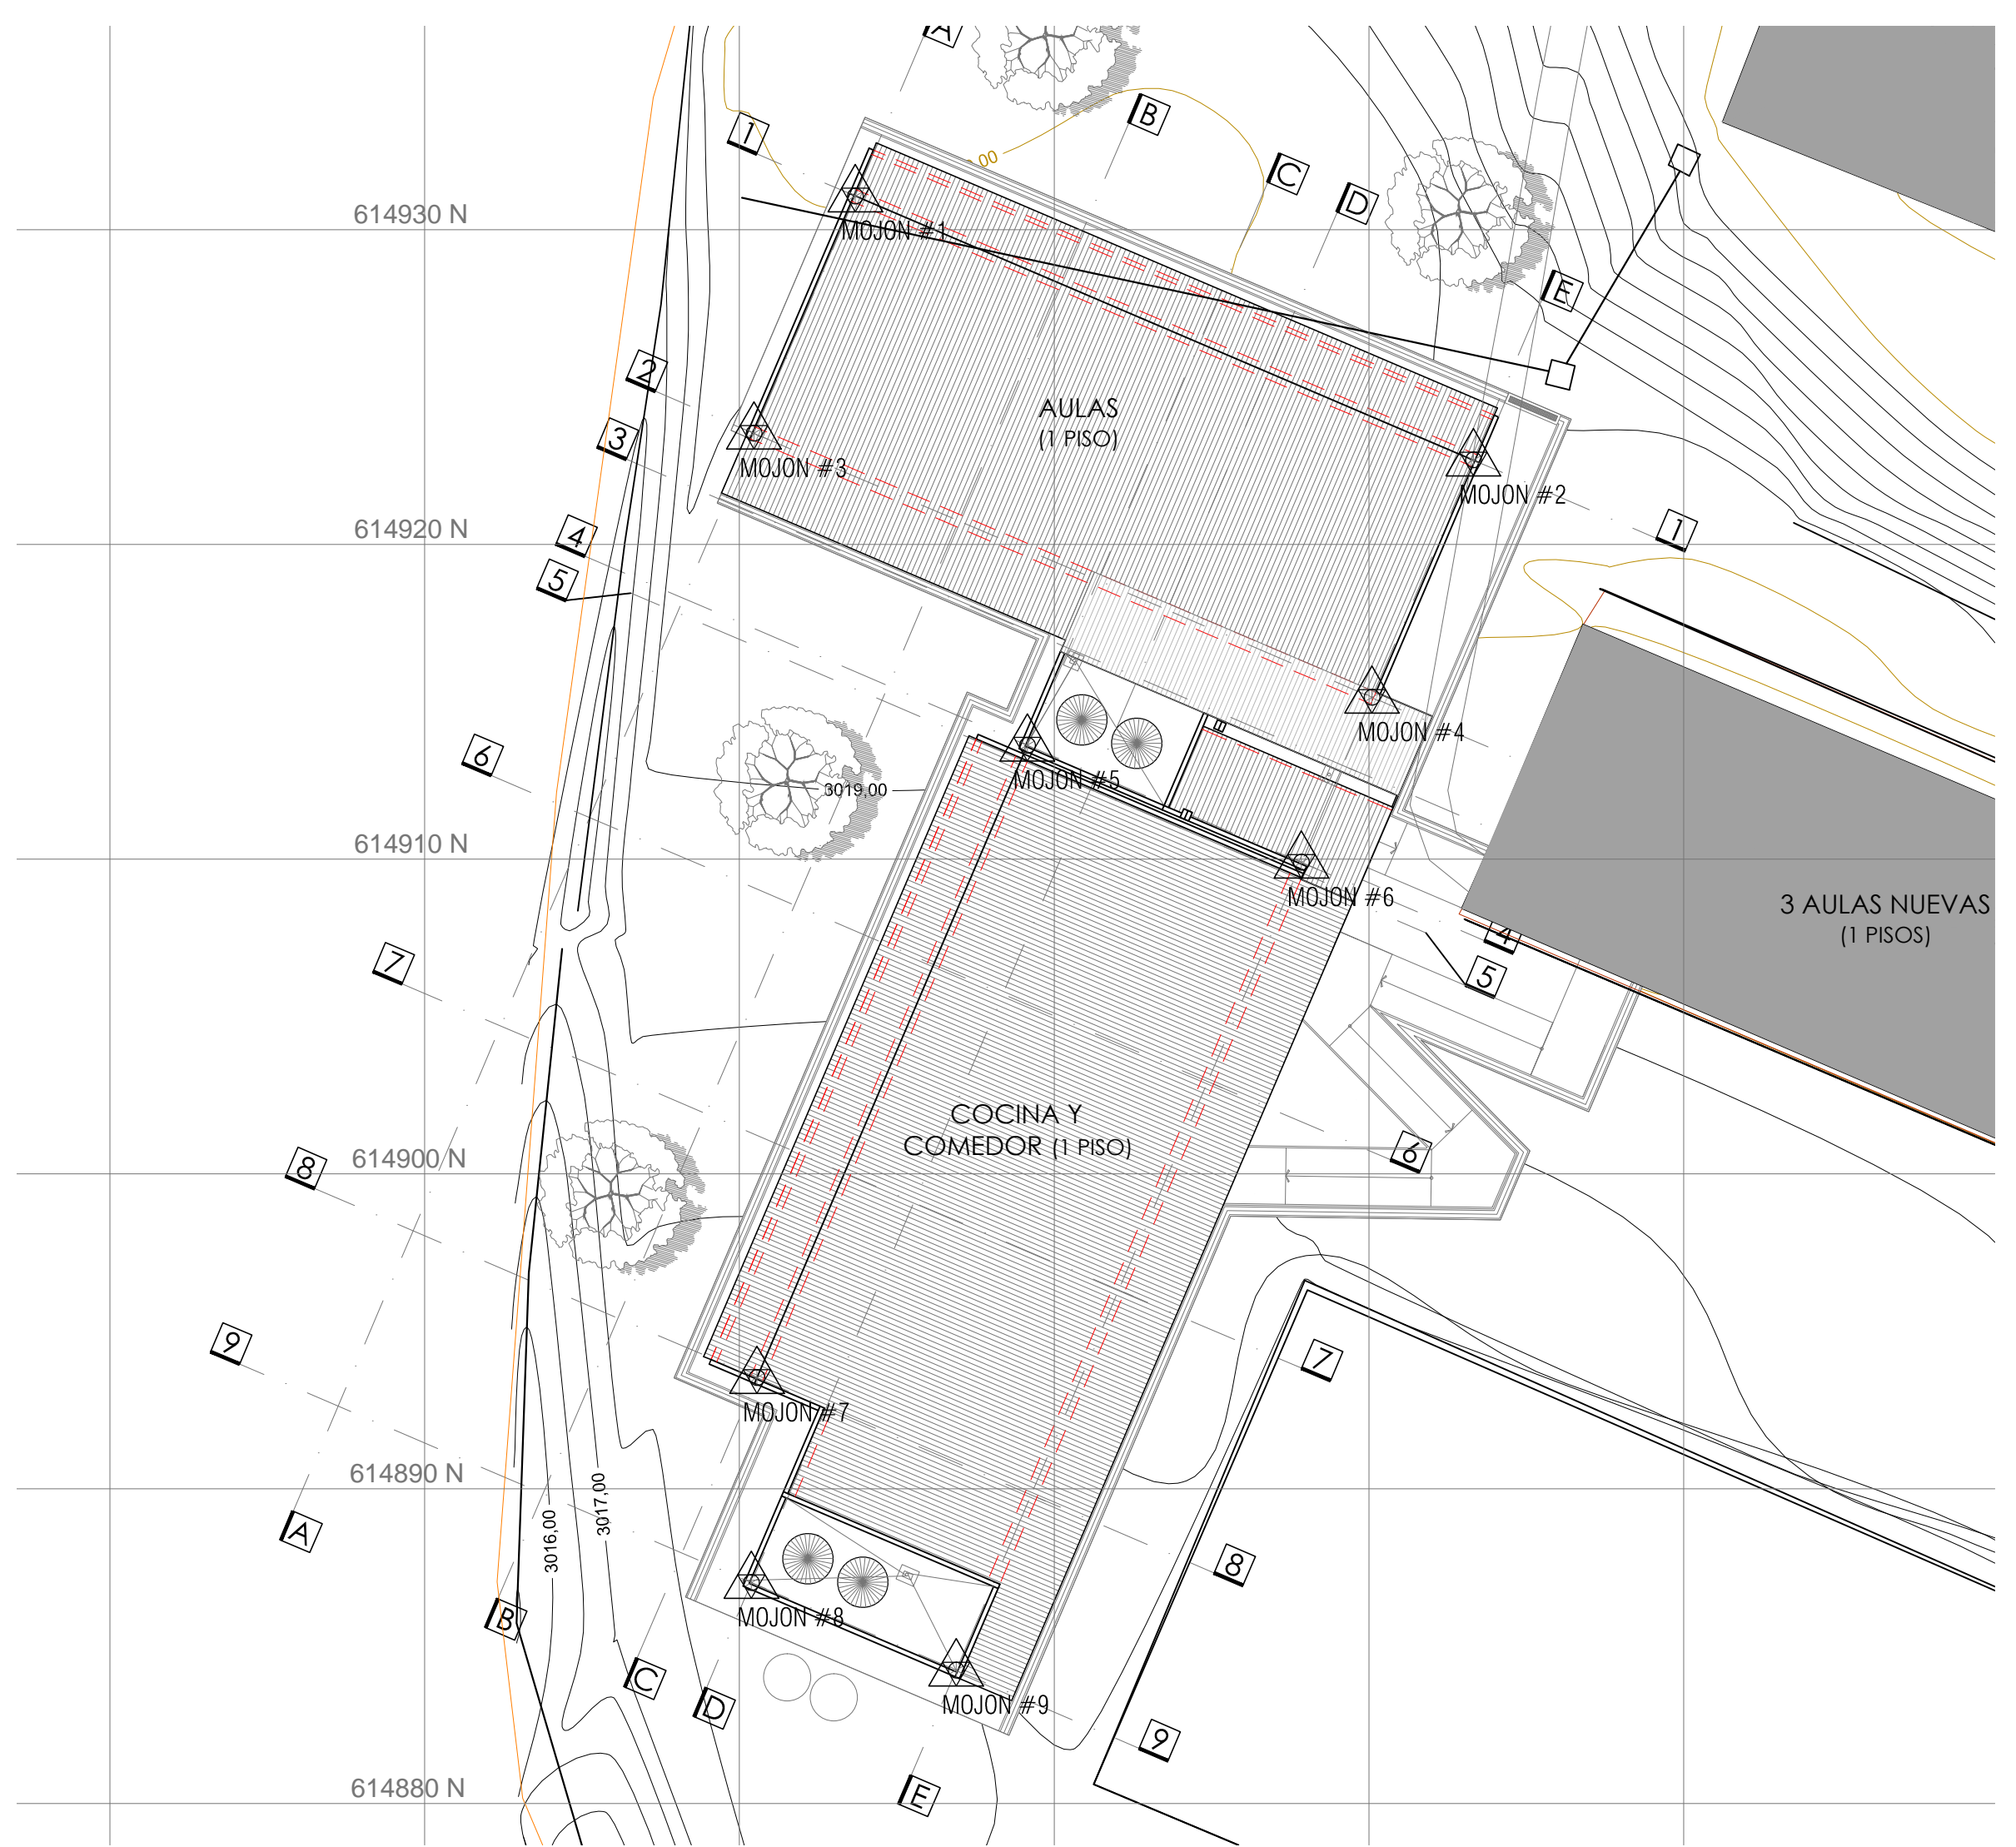 A
B
1
C
D
,00
614930 N
MOJON #1
E
2
AULAS
(1 PISO)
3
MOJON #3
MOJON #2
4
614920 N
1
5
MOJON #4
6
MOJON #5
3019,00
614910 N
MOJON #6
3 AULAS NUEVAS
(1 PISOS)
4
7
5
COCINA Y
COMEDOR (1 PISO)
6
614900 N
8
9
7
MOJON #7
614890 N
3017,00
3016,00
A
8
MOJON #8
B
C
D
MOJON #9
9
614880 N
E